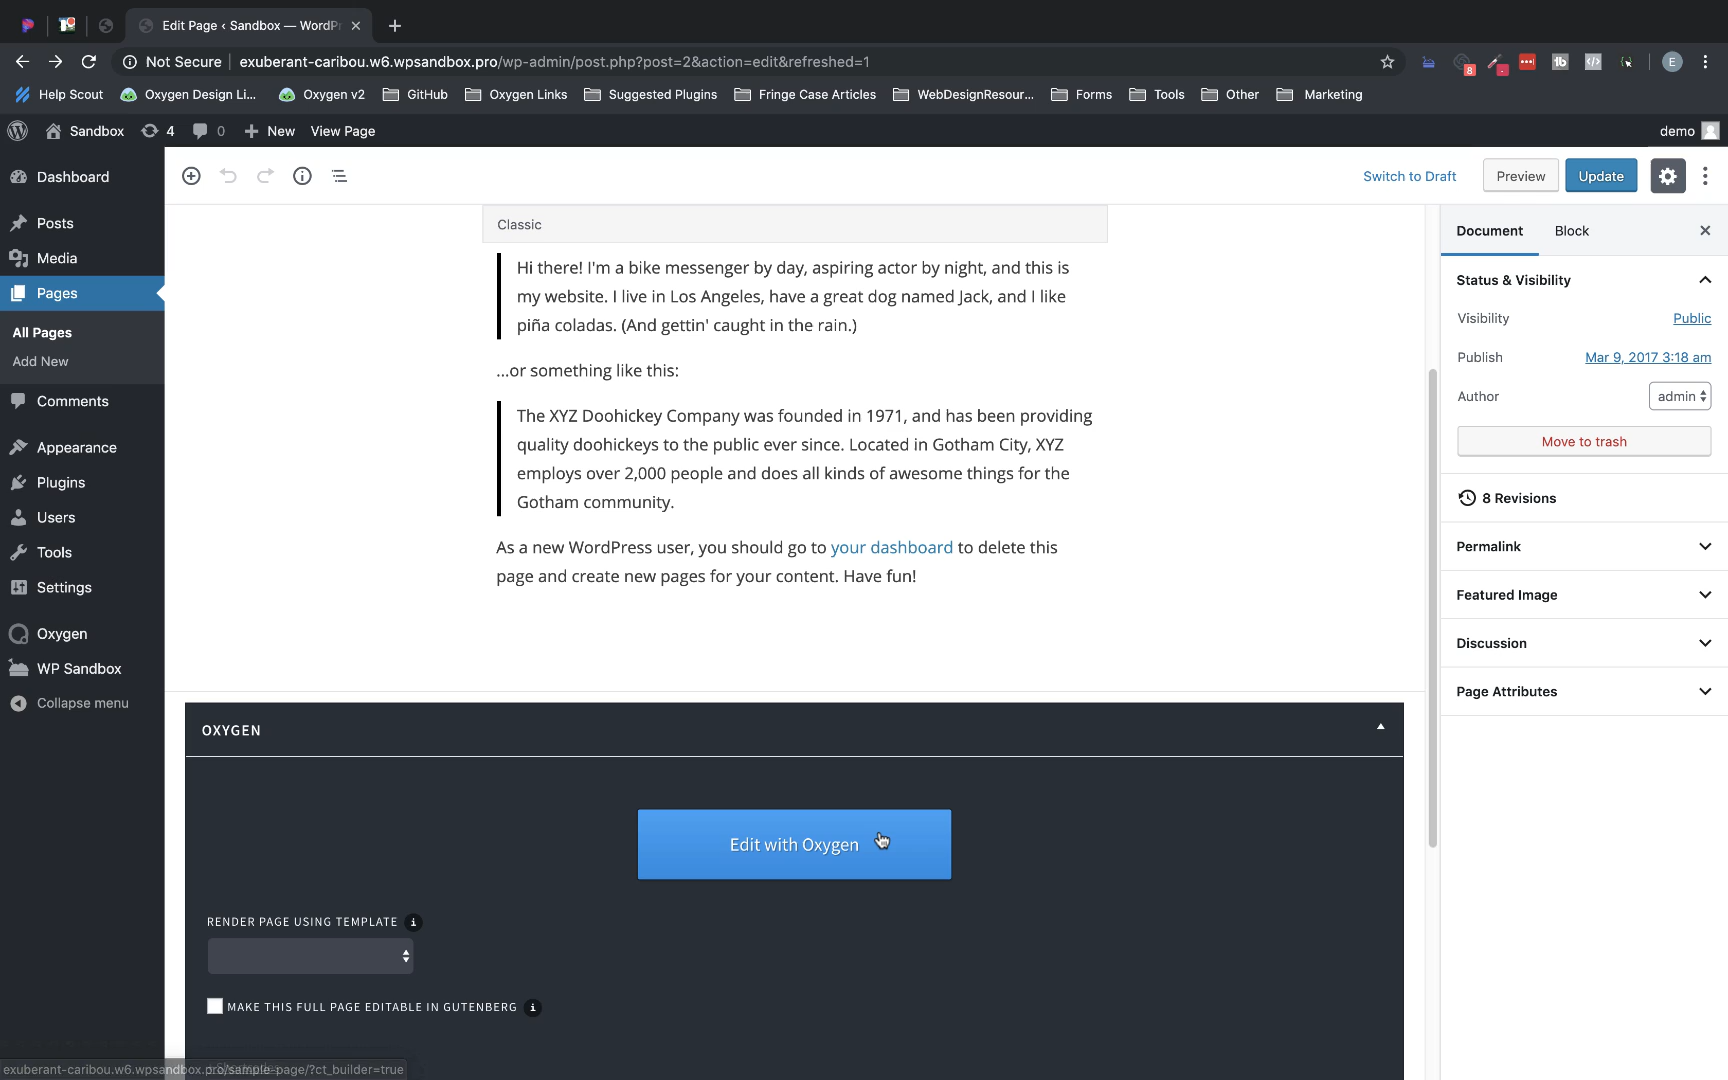 Edit Page ‹ Sandbox — WordPr
Not Secure exuberant-caribou.w6.wpsandbox.pro/wp-admin/post.php?post=2&action=edit&refreshed=1
8
E
Help Scout Oxygen Design Li... Oxygen v2 GitHub Oxygen Links Suggested Plugins Fringe Case Articles WebDesignResour... Forms Tools Other Marketing
Sandbox 4 0 New View Page demo
Dashboard
Posts
Media
Pages
All Pages
Add New
Comments
Appearance
Plugins
Users
Tools
Settings
Oxygen
WP Sandbox
Collapse menu
Switch to Draft Preview Update
Classic
Hi there! I'm a bike messenger by day, aspiring actor by night, and this is
my website. I live in Los Angeles, have a great dog named Jack, and I like
piña coladas. (And gettin' caught in the rain.)
...or something like this:
The XYZ Doohickey Company was founded in 1971, and has been providing
quality doohickeys to the public ever since. Located in Gotham City, XYZ
employs over 2,000 people and does all kinds of awesome things for the
Gotham community.
As a new WordPress user, you should go to your dashboard to delete this
page and create new pages for your content. Have fun!
OXYGEN
Edit with Oxygen
RENDER PAGE USING TEMPLATE i
MAKE THIS FULL PAGE EDITABLE IN GUTENBERG i
Document Block
Status & Visibility
Visibility Public
Publish Mar 9, 2017 3:18 am
Author admin
Move to trash
8 Revisions
Permalink
Featured Image
Discussion
Page Attributes
exuberant-caribou.w6.wpsandbox.pro/sample-page/?ct_builder=true